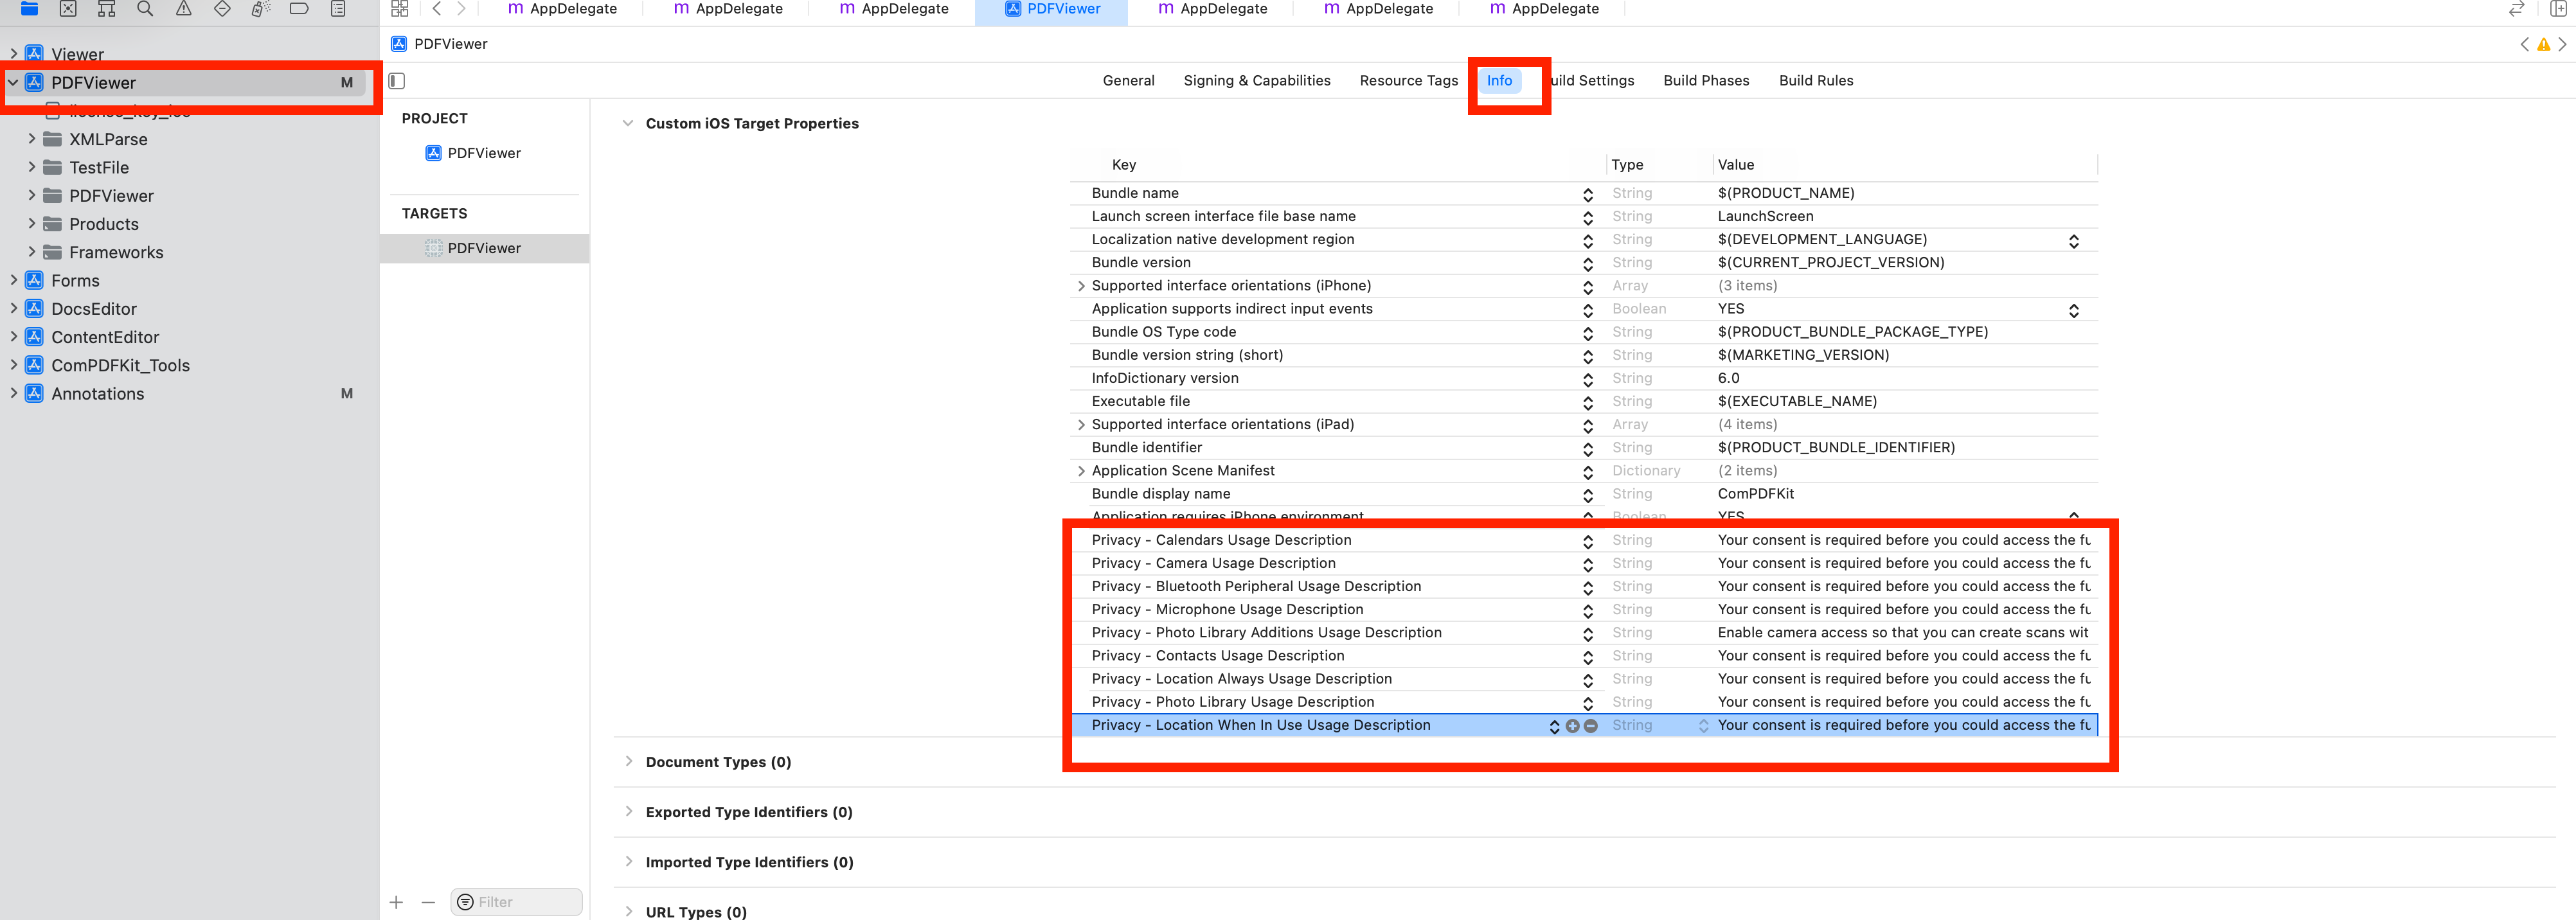 AppDelegate AppDelegate AppDelegate PDFViewer AppDelegate AppDelegate AppDelegate
Viewer
PDFViewer M
XMLParse
TestFile
PDFViewer
Products
Frameworks
Forms
DocsEditor
ContentEditor
ComPDFKit_Tools
Annotations M
PDFViewer
General Signing & Capabilities Resource Tags Info uild Settings Build Phases Build Rules
PROJECT
PDFViewer
TARGETS
PDFViewer
Filter
Custom iOS Target Properties
Key Type Value
Bundle name String $(PRODUCT_NAME)
Launch screen interface file base name String LaunchScreen
Localization native development region String $(DEVELOPMENT_LANGUAGE)
Bundle version String $(CURRENT_PROJECT_VERSION)
Supported interface orientations (iPhone) Array (3 items)
Application supports indirect input events Boolean YES
Bundle OS Type code String $(PRODUCT_BUNDLE_PACKAGE_TYPE)
Bundle version string (short) String $(MARKETING_VERSION)
InfoDictionary version String 6.0
Executable file String $(EXECUTABLE_NAME)
Supported interface orientations (iPad) Array (4 items)
Bundle identifier String $(PRODUCT_BUNDLE_IDENTIFIER)
Application Scene Manifest Dictionary (2 items)
Bundle display name String ComPDFKit
Application requires iPhone environment Boolean YES
Privacy - Calendars Usage Description String Your consent is required before you could access the fu
Privacy - Camera Usage Description String Your consent is required before you could access the fu
Privacy - Bluetooth Peripheral Usage Description String Your consent is required before you could access the fu
Privacy - Microphone Usage Description String Your consent is required before you could access the fu
Privacy - Photo Library Additions Usage Description String Enable camera access so that you can create scans wit
Privacy - Contacts Usage Description String Your consent is required before you could access the fu
Privacy - Location Always Usage Description String Your consent is required before you could access the fu
Privacy - Photo Library Usage Description String Your consent is required before you could access the fu
Privacy - Location When In Use Usage Description String Your consent is required before you could access the fu
Document Types (0)
Exported Type Identifiers (0)
Imported Type Identifiers (0)
URL Types (0)